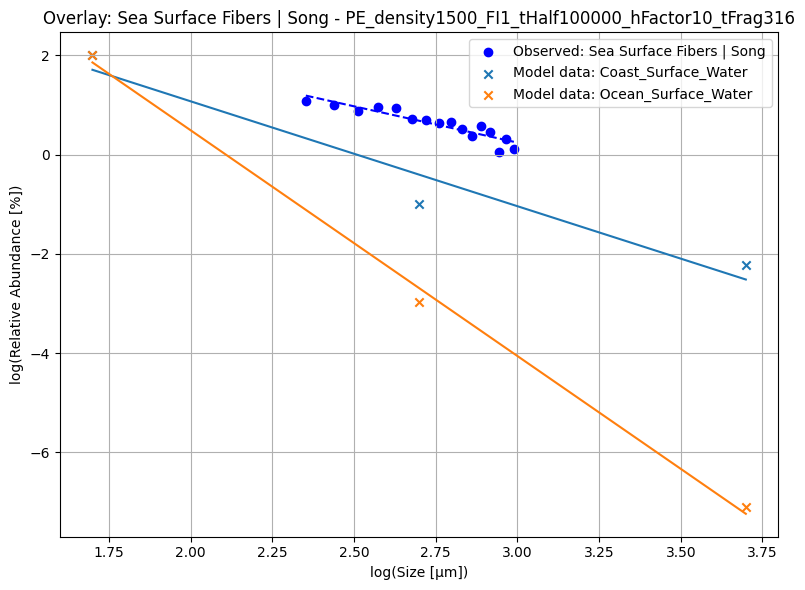 Overlay: Sea Surface Fibers | Song - PE_density1500_FI1_tHalf100000_hFactor10_tFrag316
Observed: Sea Surface Fibers | Song
Model data: Coast_Surface_Water
Model data: Ocean_Surface_Water
log(Relative Abundance [%])
2
0
−2
−4
−6
1.75 2.00 2.25 2.50 2.75 3.00 3.25 3.50 3.75
log(Size [µm])